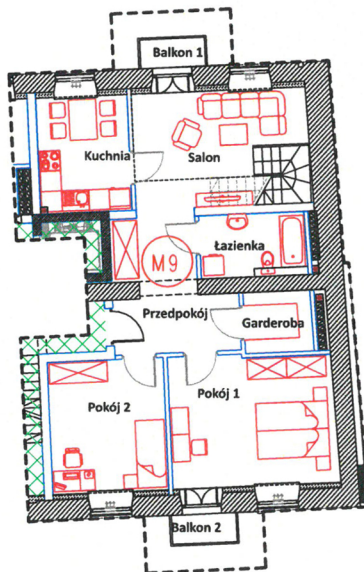 Balkon 1
Kuchnia
Salon
Łazienka
M9
Przedpokój
Garderoba
Pokój 2
Pokój 1
Balkon 2